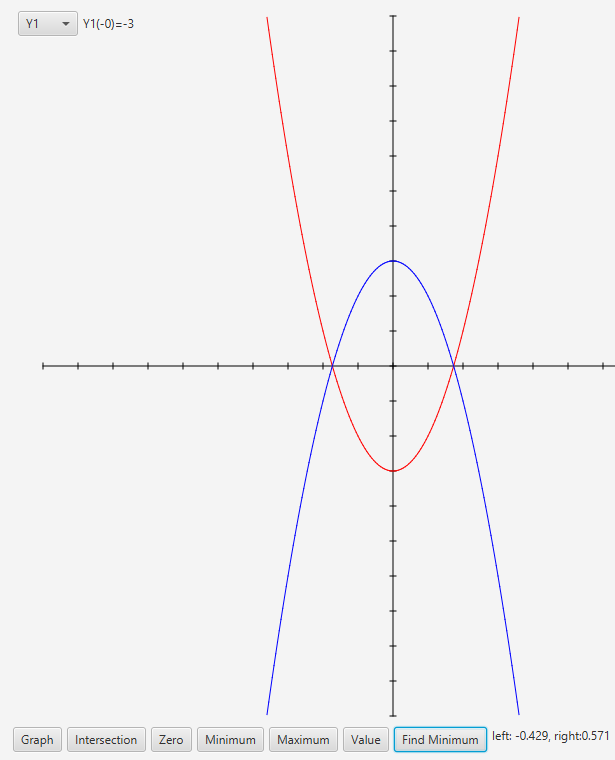 Y1 Y1(-0)=-3
Graph Intersection Zero Minimum Maximum Value Find Minimum left: -0.429, right:0.571